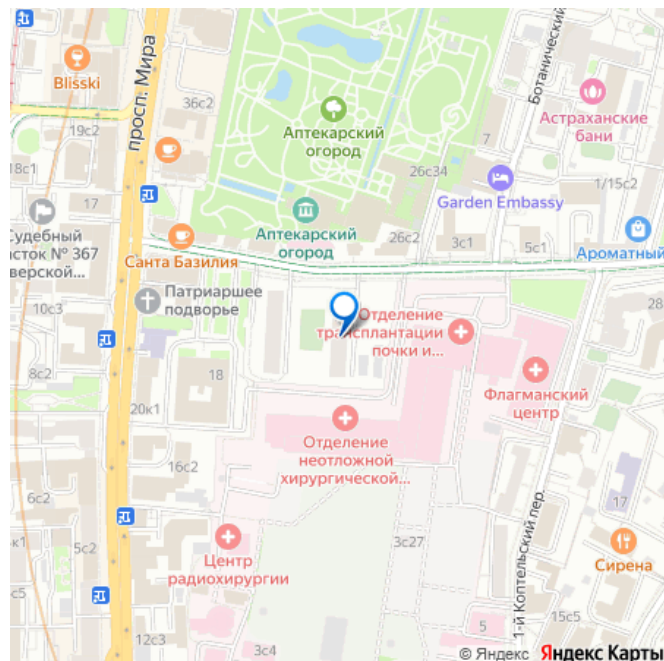 Blisski
19с2
18с1
просп. Мира
36с2
Аптекарский
огород
Ботанический
Астраханские
бани
7
26с34
Garden Embassy
1/15с2
17
Судебный
асток № 367
верской...
Санта Базилия
Аптекарский
огород
26с2
3с1
5с1
Ароматный
10с3
Патриаршее
подворье
Отделение
трансплантации
почки и...
28
8с2
18
20к1
Флагманский
центр
Отделение
неотложной
хирургической...
16с2
6с2
17
5с2
Центр
радиохирургии
3с27
1-й Коптельский пер.
Сирена
с5
12с3
3с4
5
15с5
© Яндекс Яндекс Карты